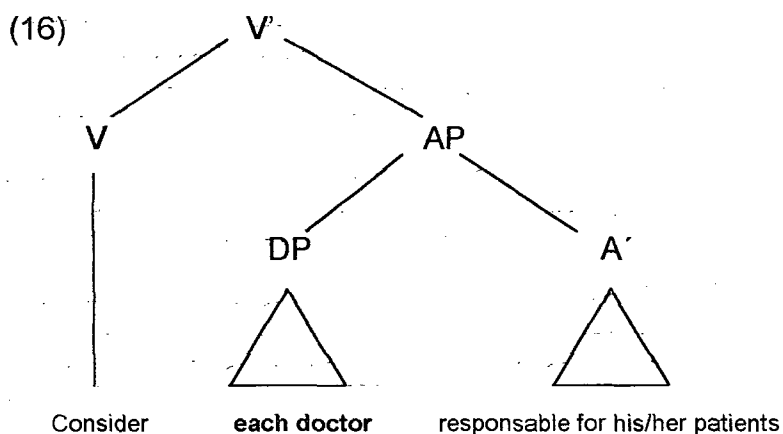 (16) V'
V AP
DP A´
Consider each doctor responsable for his/her patients